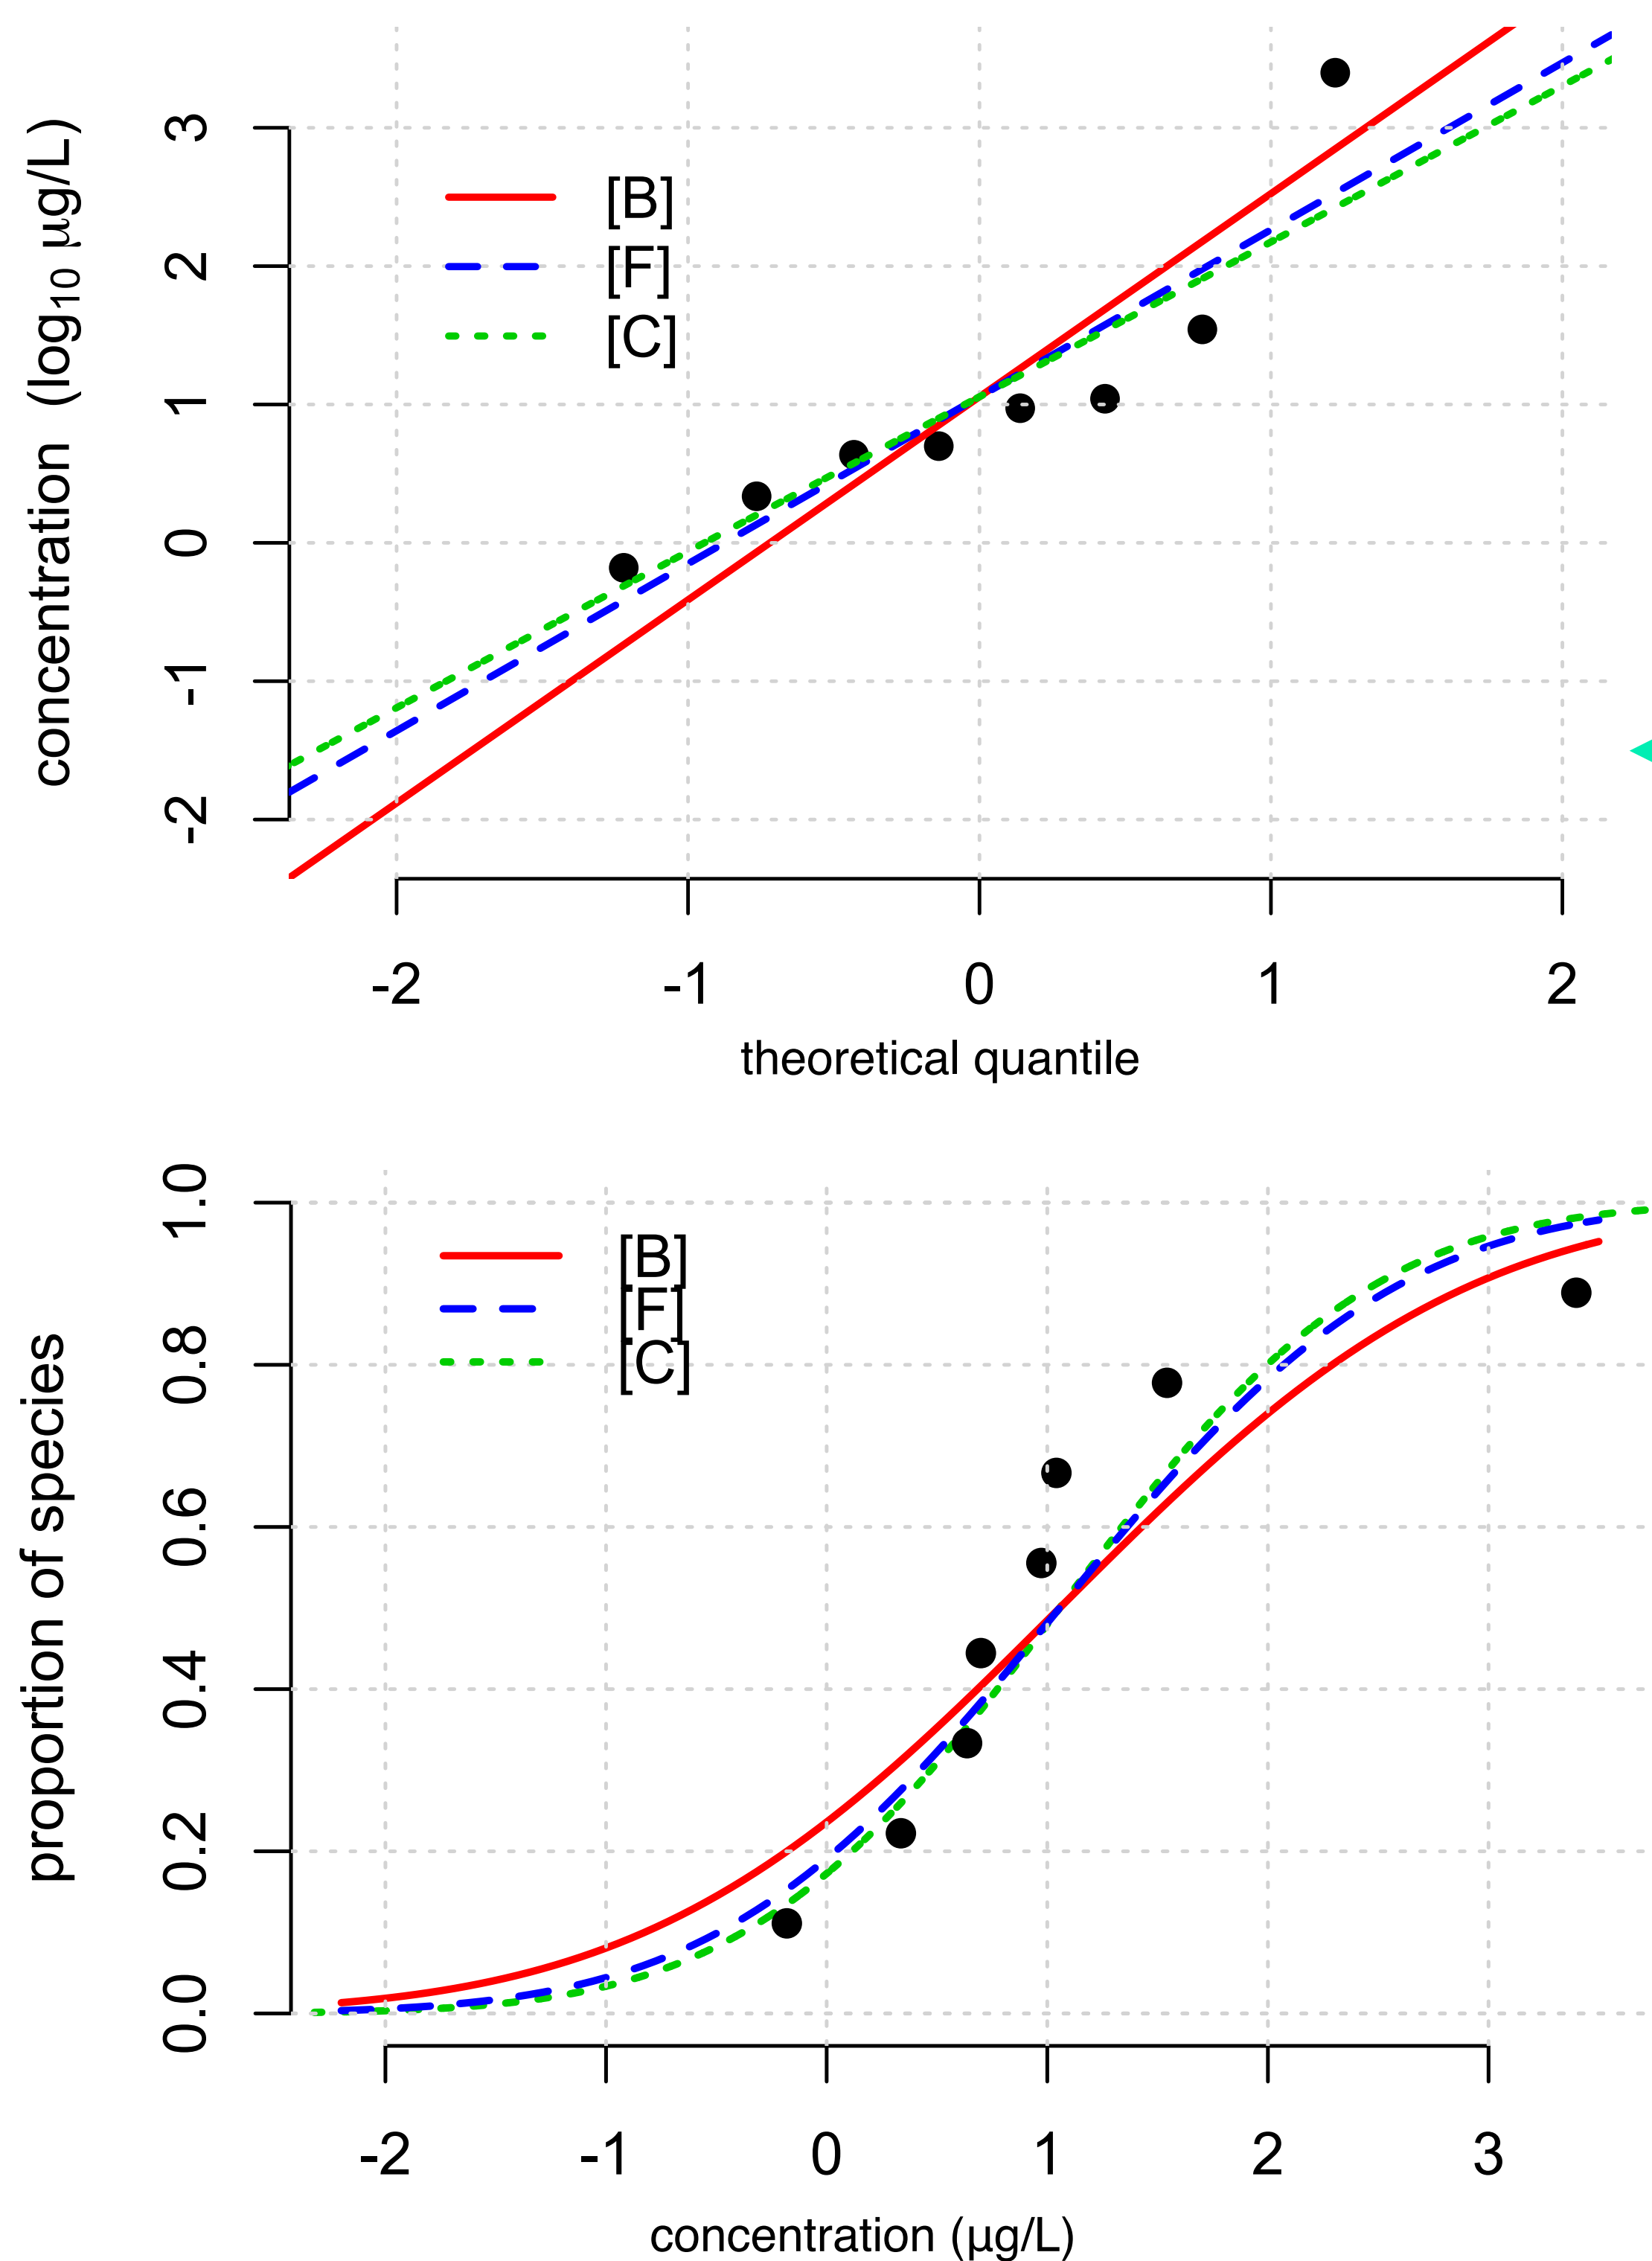 concentration (log10 µg/L)
3
2
1
0
-1
-2
[B]
[F]
[C]
-2 -1 0 1 2
theoretical quantile
proportion of species
1.0
0.8
0.6
0.4
0.2
0.0
[B]
[F]
[C]
-2 -1 0 1 2 3
concentration (µg/L)